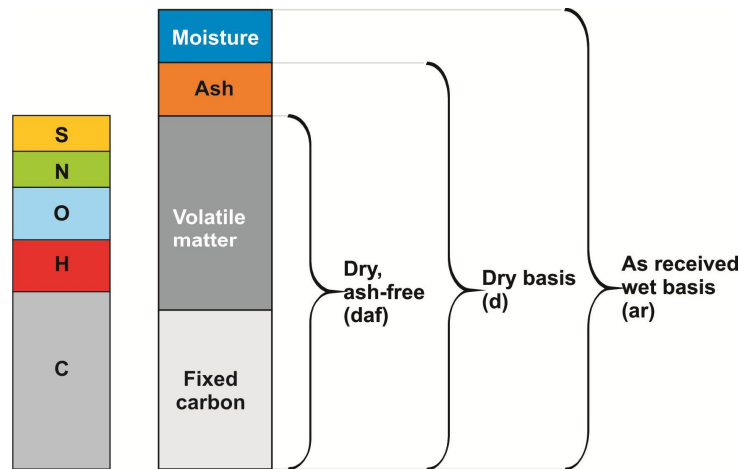 S
N
O
H
C
Moisture
Ash
Volatile
matter
Fixed
carbon
Dry,
ash-free
(daf)
Dry basis
(d)
As received
wet basis
(ar)